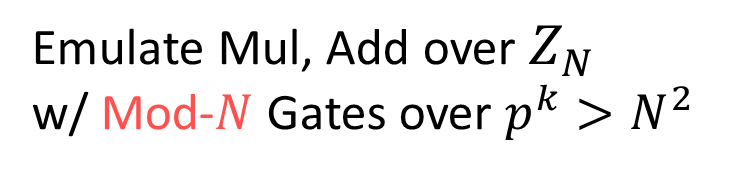 Emulate Mul, Add over $Z_N$
w/ Mod-$N$ Gates over $p^k > N^2$